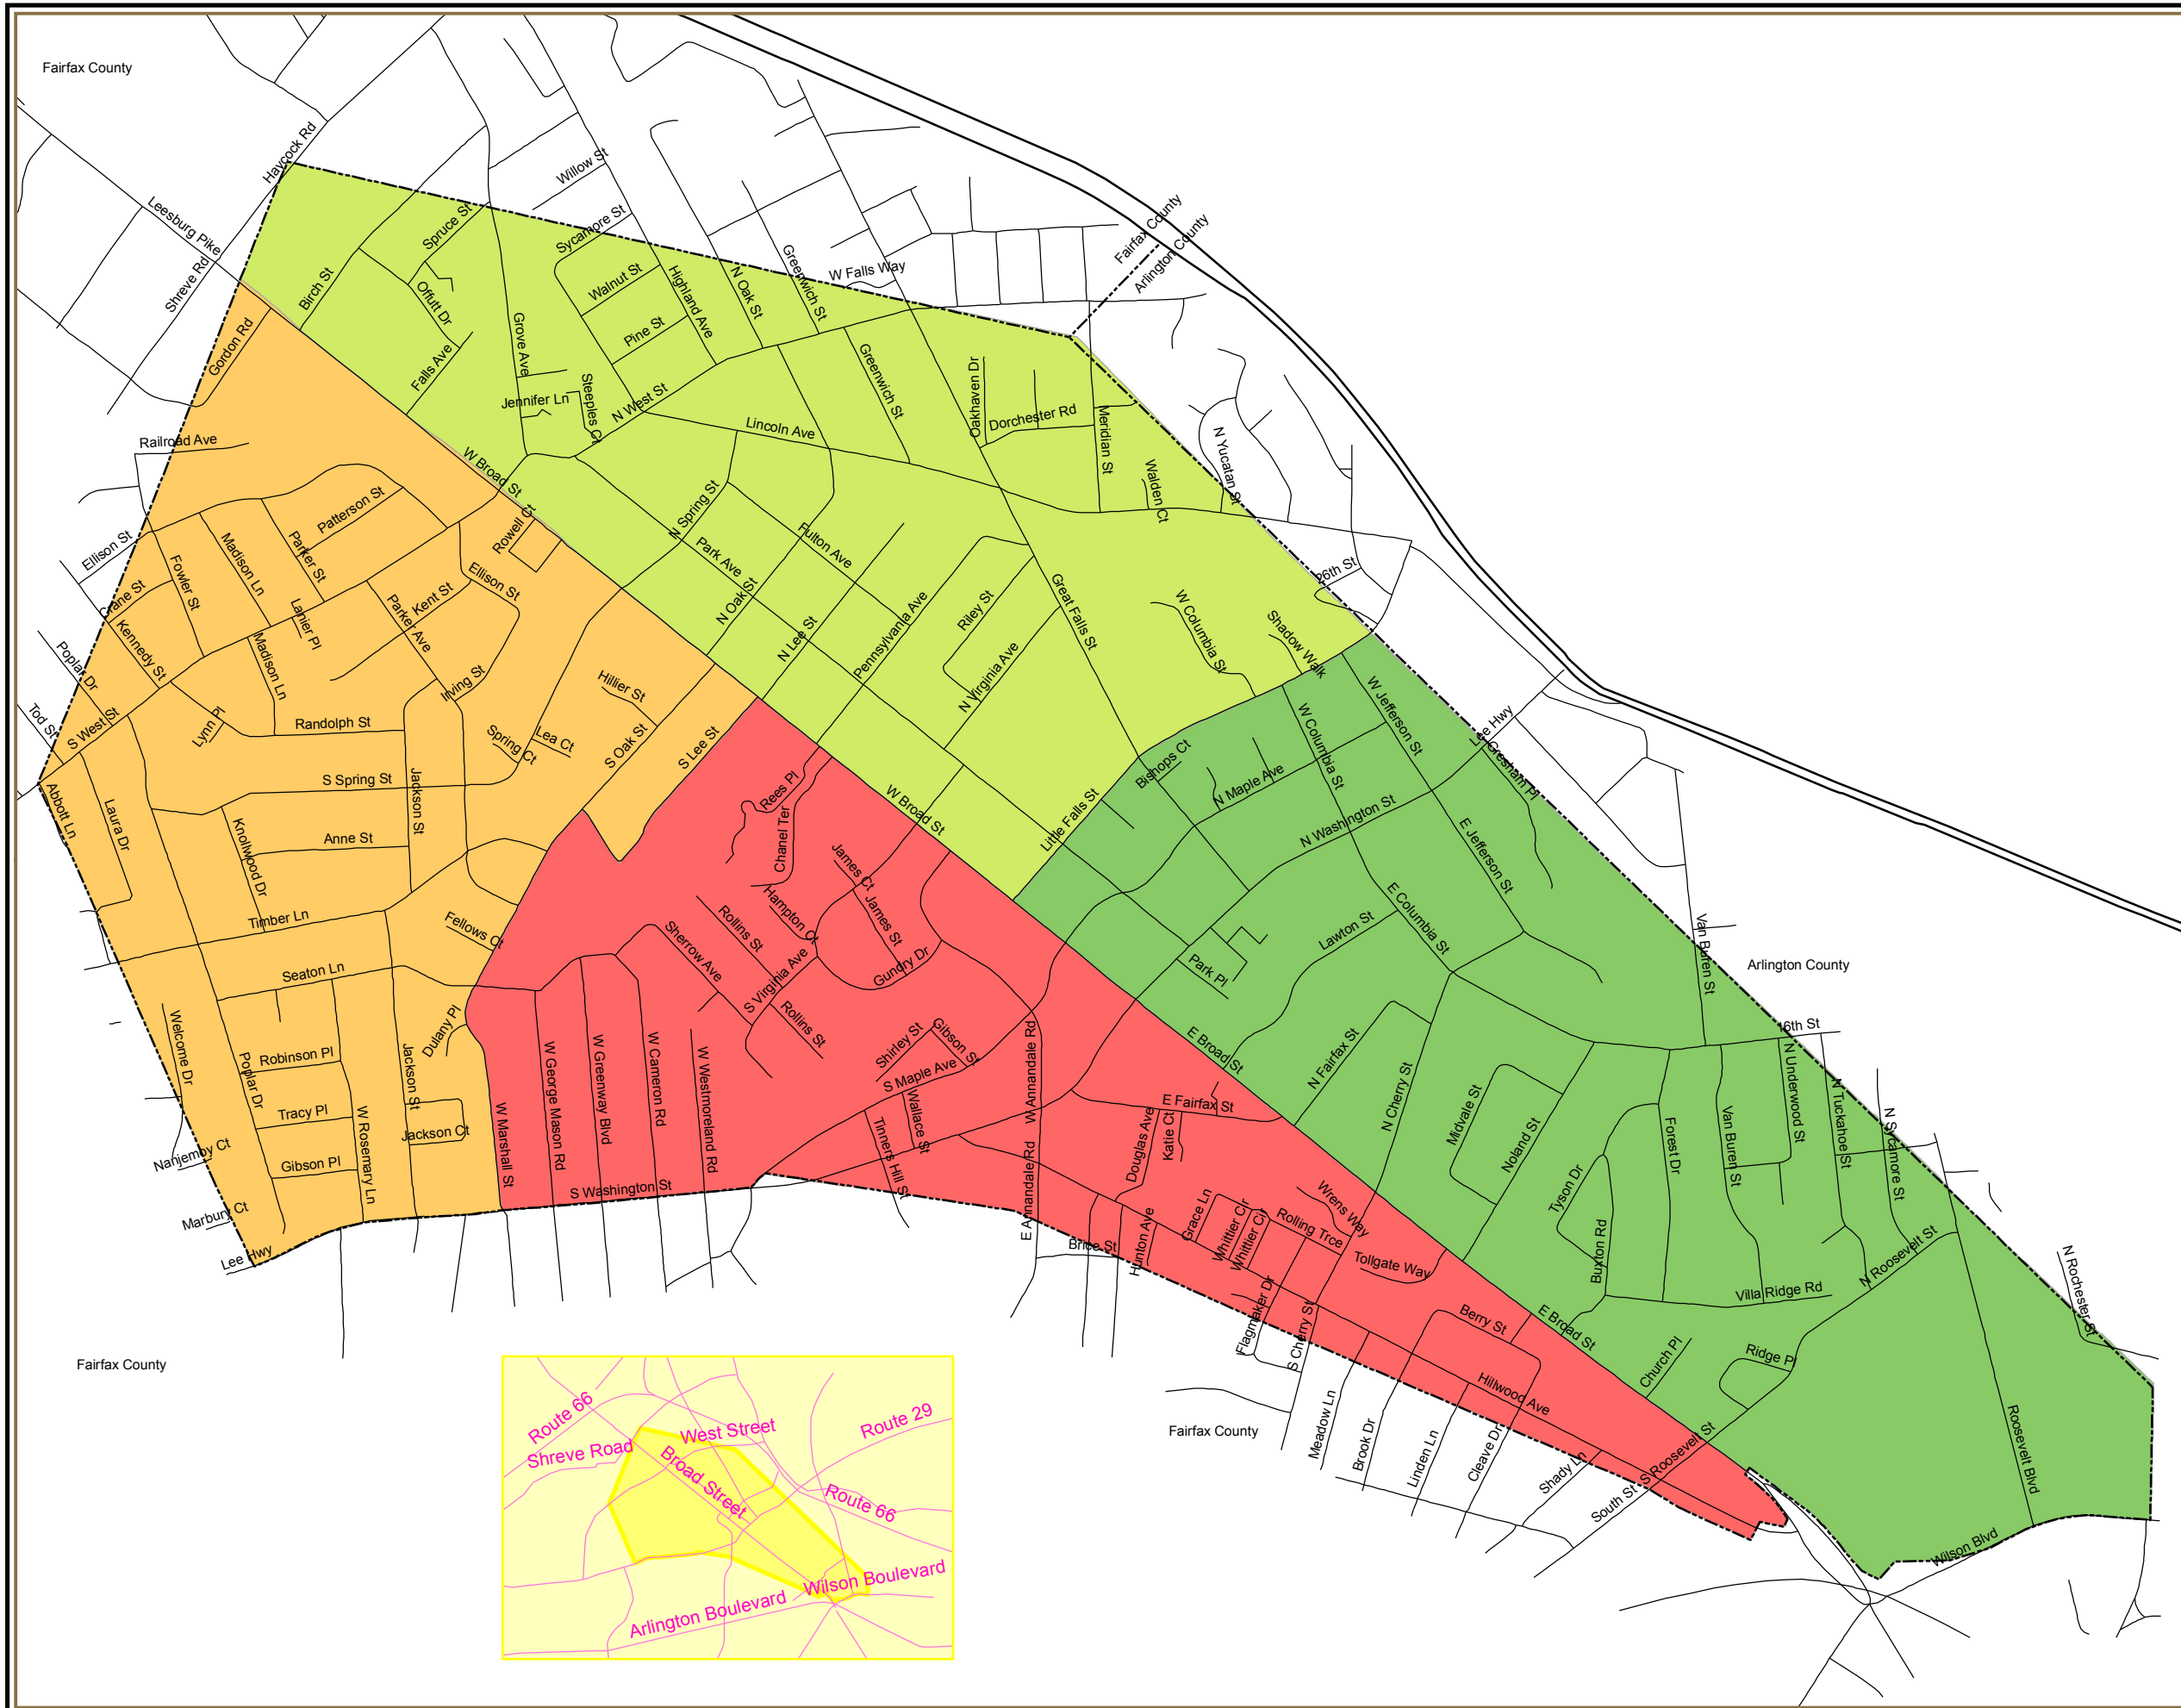 Fairfax County
Haycock Rd
Leesburg Pike
Shreve Rd
Willow St
Sycamore St
Spruce St
Birch St
Offutt Dr
Walnut St
Highland Ave
N Oak St
Greenwich St
W Falls Way
Fairfax County
Arlington County
Gordon Rd
Falls Ave
Grove Ave
Pine St
Jennifer Ln
Steeples Ct
N West St
Greenwich St
Oakhaven Dr
Dorchester Rd
Meridian St
N Yucatan St
Railroad Ave
Lincoln Ave
W Broad St
Walden Ct
Patterson St
N Spring St
Rowell Ct
Ellison St
Fowler St
Madison Ln
Parker St
Park Ave
Fulton Ave
26th St
Crane St
Lanier Pl
Kent St
Ellison St
Parker Ave
N Oak St
N Lee St
Pennsylvania Ave
Riley St
Great Falls St
W Columbia St
Shadow Walk
Kennedy St
Poplar Dr
Madison Ln
Irving St
Hillier St
N Virginia Ave
Tod St
S West St
Lynn Pl
Randolph St
Spring Ct
Lea Ct
S Oak St
S Lee St
W Columbia St
W Jefferson St
Lee Hwy
Gresham Pl
Abbott Ln
Laura Dr
S Spring St
Jackson St
Rees Pl
Chanel Ter
W Broad St
Bishops Ct
N Maple Ave
Little Falls St
N Washington St
Knollwood Dr
Anne St
James Ct
E Jefferson St
Timber Ln
Fellows Ct
Hampton Ct
James St
Rollins St
Sherrow Ave
E Columbia St
Lawton St
Van Buren St
Arlington County
Seaton Ln
S Virginia Ave
Gundry Dr
Park Pl
Welcome Dr
Dulany Pl
Rollins St
Shirley St
Gibson St
W Annandale Rd
E Broad St
N Fairfax St
16th St
Robinson Pl
Poplar Dr
Jackson St
W George Mason Rd
W Greenway Blvd
W Cameron Rd
W Westmoreland Rd
S Maple Ave
N Cherry St
Midvale St
N Underwood St
N Tuckahoe St
Tracy Pl
W Rosemary Ln
Jackson Ct
W Marshall St
Wallace St
Tinners Hill St
E Fairfax St
Douglas Ave
Katie Ct
Noland St
Forest Dr
Van Buren St
N Sycamore St
Nanjemoy Ct
Gibson Pl
S Washington St
E Annandale Rd
Tyson Dr
Marbury Ct
Lee Hwy
Brice St
Hunton Ave
Grace Ln
Whittier Cir
Whittier Cir
Rolling Trce
Wrens Way
Tollgate Way
Buxton Rd
Villa Ridge Rd
N Roosevelt St
N Rochester St
Flagmaker Dr
S Cherry St
Berry St
E Broad St
Church Pl
Ridge Pl
Fairfax County
Fairfax County
Meadow Ln
Brook Dr
Linden Ln
Cleave Dr
Hillwood Ave
Shady Ln
South St
S Roosevelt St
Roosevelt Blvd
Wilson Blvd
Route 66
Shreve Road
West Street
Route 29
Broad Street
Route 66
Wilson Boulevard
Arlington Boulevard